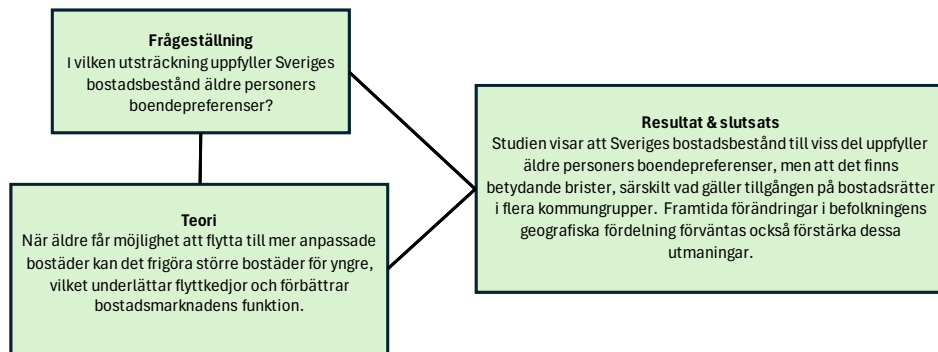 Frågeställning
I vilken utsträckning uppfyller Sveriges
bostadsbestånd äldre personers
boendepreferenser?
Teori
När äldre får möjlighet att flytta till mer anpassade
bostäder kan det frigöra större bostäder för yngre,
vilket underlättar flyttkedjor och förbättrar
bostadsmarknadens funktion.
Resultat & slutsats
Studien visar att Sveriges bostadsbestånd till viss del uppfyller
äldre personers boendepreferenser, men att det finns
betydande brister, särskilt vad gäller tillgången på bostadsrätter
i flera kommungrupper. Framtida förändringar i befolkningens
geografiska fördelning förväntas också förstärka dessa
utmaningar.